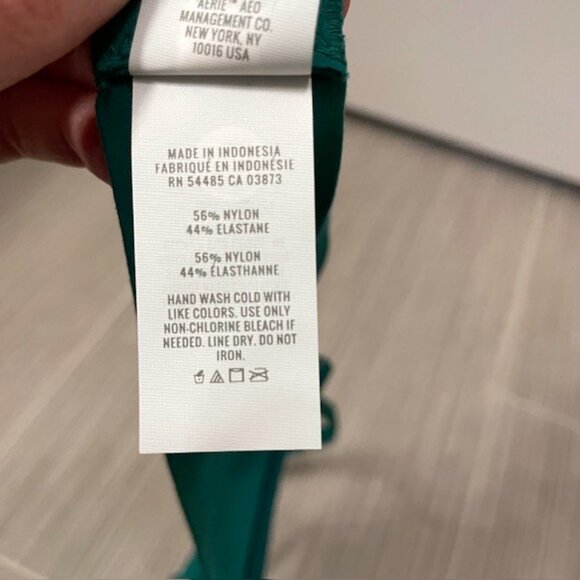 AERIE™ AEO
MANAGEMENT CO.
NEW YORK, NY
10016 USA
MADE IN INDONESIA
FABRIQUÉ EN INDONÉSIE
RN 54485 CA 03873
56% NYLON
44% ELASTANE
56% NYLON
44% ÉLASTHANNE
HAND WASH COLD WITH
LIKE COLORS. USE ONLY
NON-CHLORINE BLEACH IF
NEEDED. LINE DRY. DO NOT
IRON.